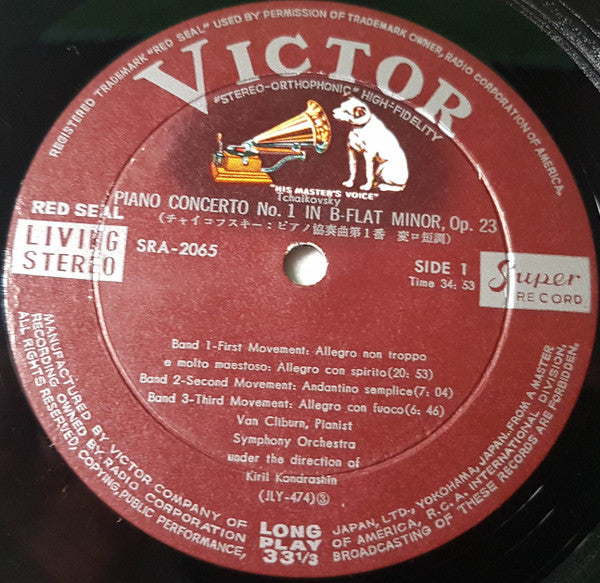 REGISTERED TRADEMARK "RED SEAL" USED BY PERMISSION OF TRADEMARK OWNER, RADIO CORPORATION OF AMERICA.
VICTOR
"STEREO-ORTHOPHONIC" HIGH-FIDELITY
"HIS MASTER'S VOICE"
Tchaikovsky
PIANO CONCERTO No. 1 IN B-FLAT MINOR, Op. 23
(チャイコフスキー:ピアノ協奏曲第1番 変ロ短調)
RED SEAL
LIVING
STEREO
SRA-2065
SIDE 1
Time 34: 53
Super
RECORD
Band 1-First Movement: Allegro non troppo
e molto maestoso: Allegro con spirito(20: 53)
Band 2-Second Movement: Andantino semplice(7: 04)
Band 3-Third Movement: Allegro con fuoco(6: 46)
Van Cliburn, Pianist
Symphony Orchestra
under the direction of
Kiril Kondrashin
(JLY-474)③
LONG
PLAY
33 1/3
MANUFACTURED BY VICTOR COMPANY OF JAPAN, LTD., YOKOHAMA, JAPAN. FROM A MASTER
RECORDING OWNED BY RADIO CORPORATION OF AMERICA, R.C.A. INTERNATIONAL DIVISION,
ALL RIGHTS RESERVED/COPYING, PUBLIC PERFORMANCE, BROADCASTING OF THESE RECORDS ARE FORBIDDEN.